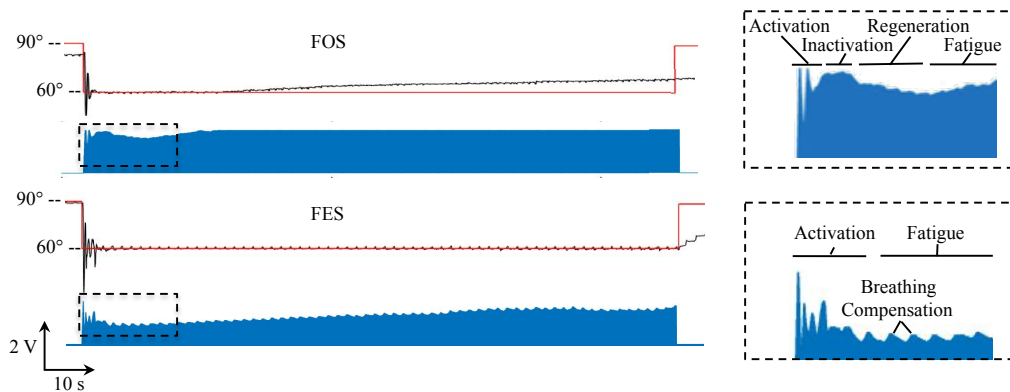 90°
FOS
60°
90°
FES
60°
2 V
10 s
Regeneration
Activation
Inactivation
Fatigue
Activation
Fatigue
Breathing
Compensation